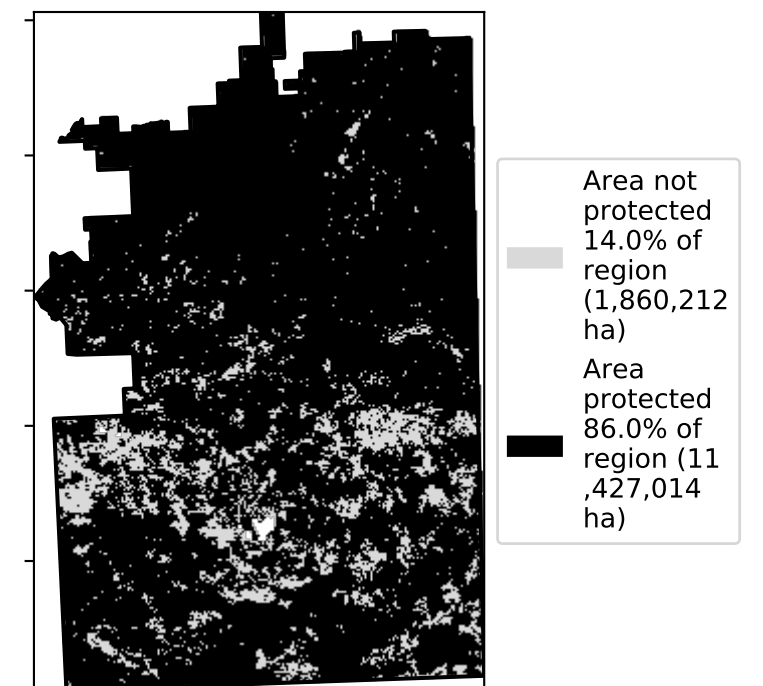 Area not
protected
14.0% of
region
(1,860,212
ha)
Area
protected
86.0% of
region (11
,427,014
ha)